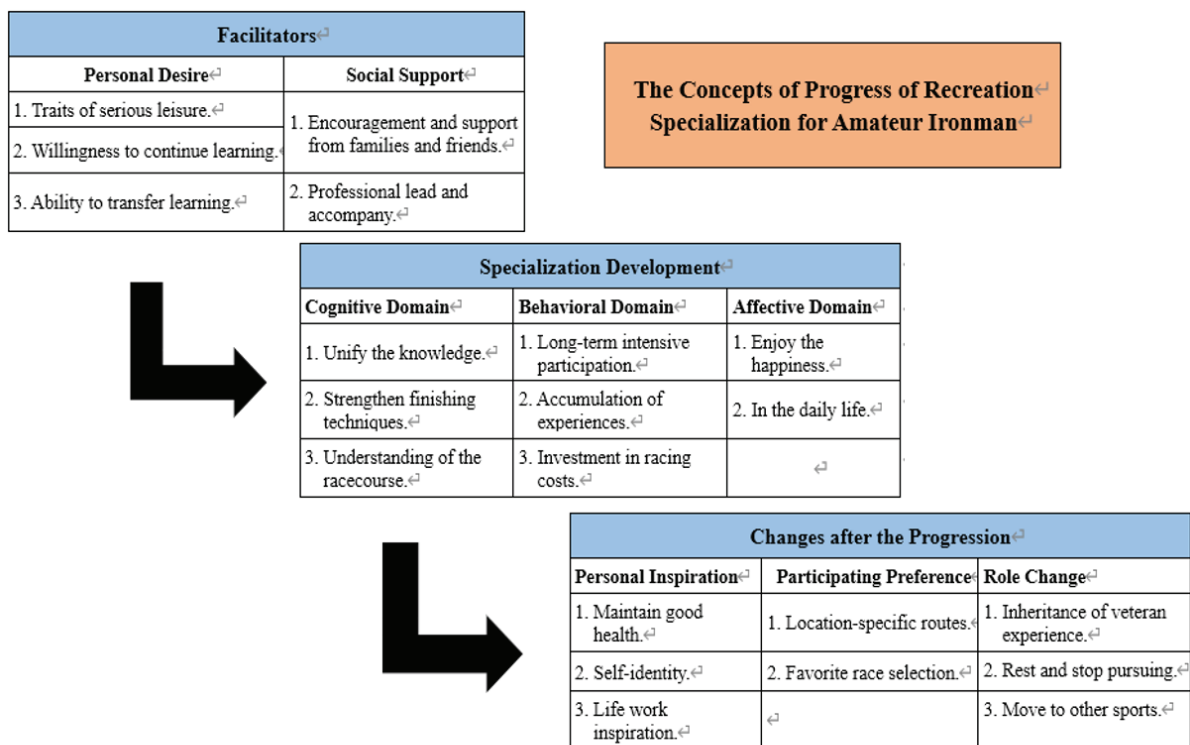 Facilitators
Personal Desire
Social Support
1. Traits of serious leisure.
2. Willingness to continue learning.
3. Ability to transfer learning.
1. Encouragement and support
from families and friends.
2. Professional lead and
accompany.
The Concepts of Progress of Recreation
Specialization for Amateur Ironman
Specialization Development
Cognitive Domain
Behavioral Domain
Affective Domain
1. Unify the knowledge.
1. Long-term intensive
participation.
1. Enjoy the
happiness.
2. Strengthen finishing
techniques.
2. Accumulation of
experiences.
2. In the daily life.
3. Understanding of the
racecourse.
3. Investment in racing
costs.
Changes after the Progression
Personal Inspiration
Participating Preference
Role Change
1. Maintain good
health.
1. Location-specific routes.
1. Inheritance of veteran
experience.
2. Self-identity.
2. Favorite race selection.
2. Rest and stop pursuing.
3. Life work
inspiration.
3. Move to other sports.